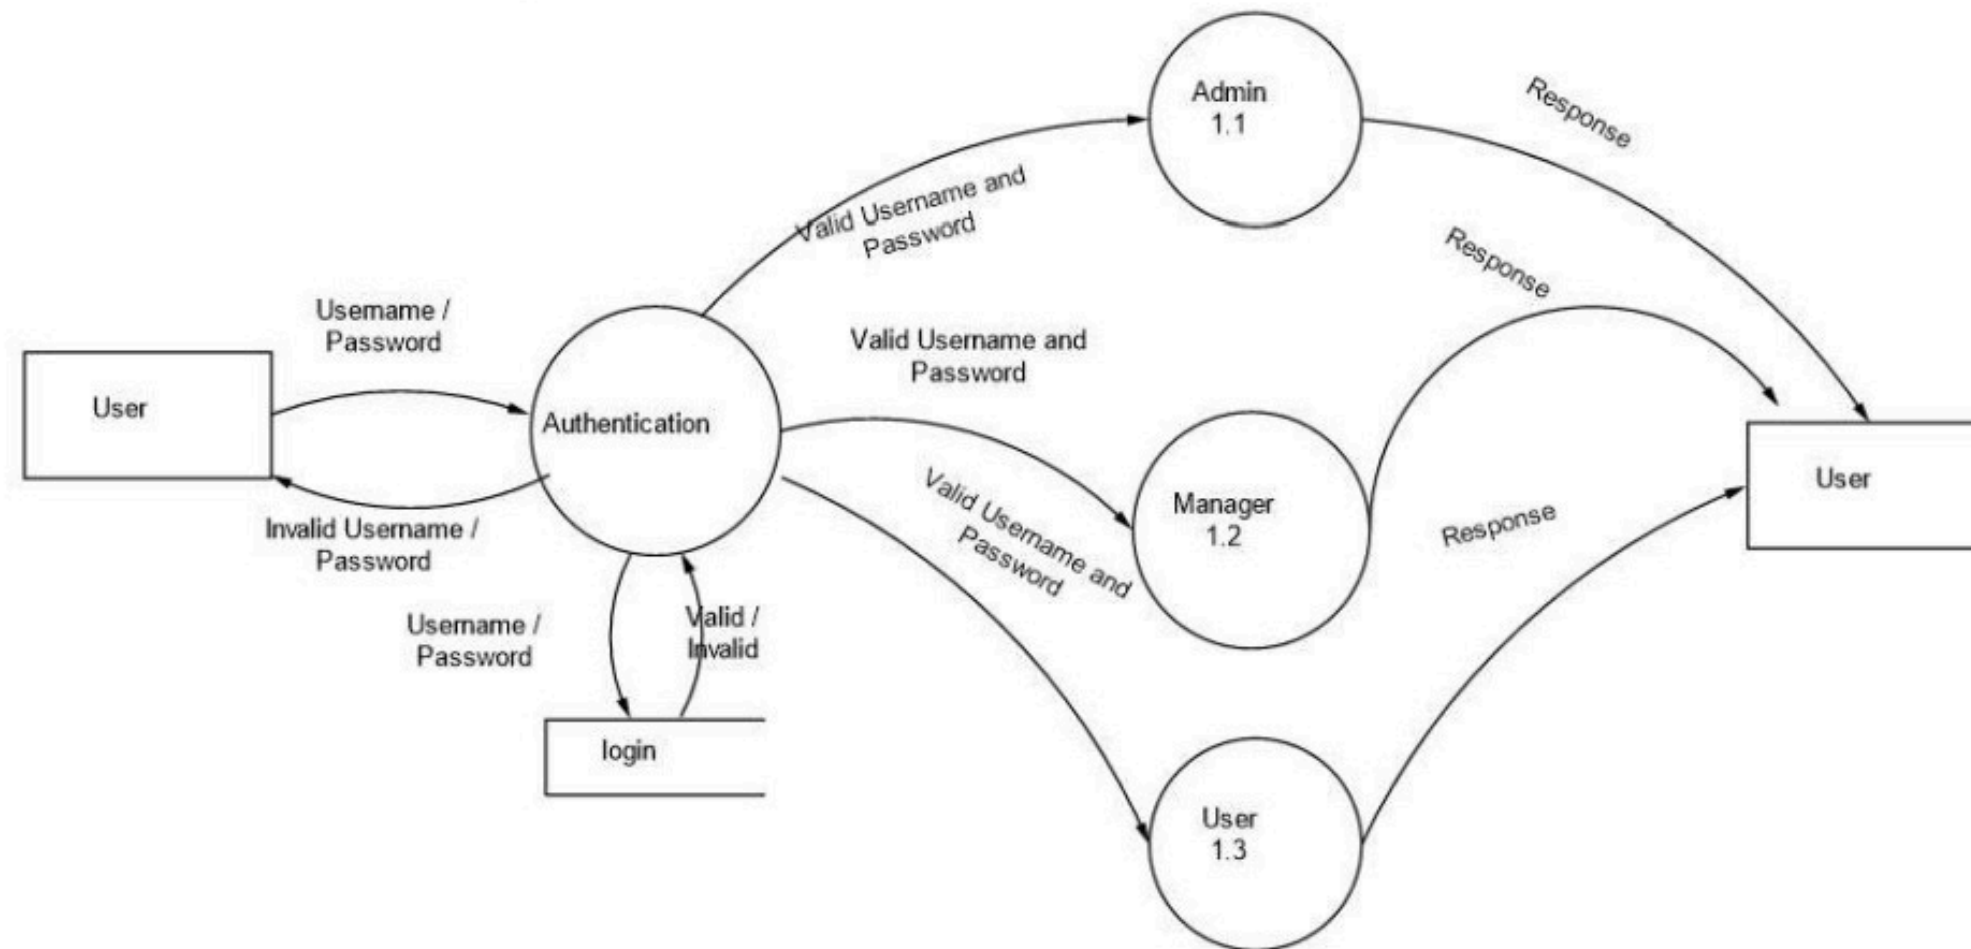 Admin
1.1
Response
Valid Username and
Password
Response
Username /
Password
Valid Username and
Password
User
Authentication
User
Valid Username and
Password
Manager
1.2
Response
Invalid Username /
Password
Username /
Password
Valid /
Invalid
login
User
1.3